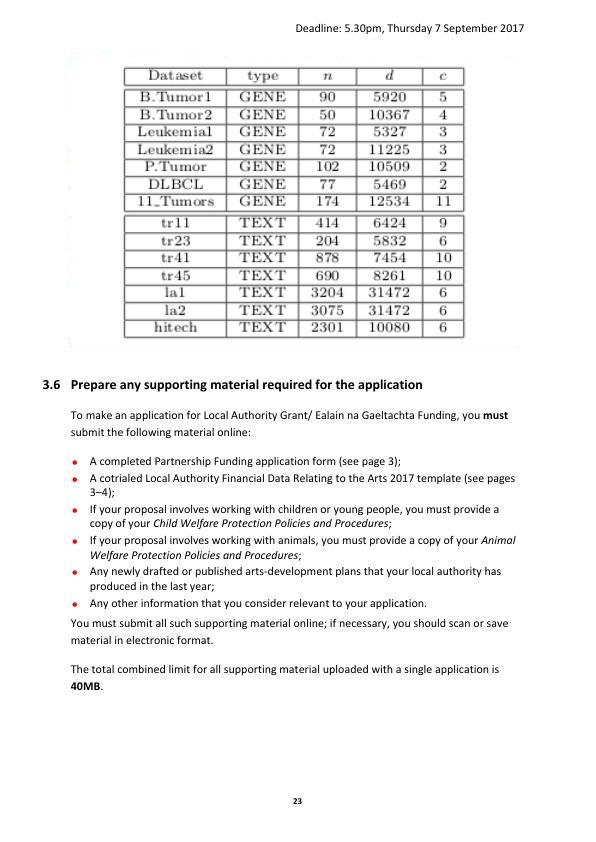 Deadline: 5.30pm, Thursday 7 September 2017
Dataset type n d c
B.Tumor1 GENE 90 5920 5
B.Tumor2 GENE 50 10367 4
Leukemia1 GENE 72 5327 3
Leukemia2 GENE 72 11225 3
P.Tumor GENE 102 10509 2
DLBCL GENE 77 5469 2
11_Tumors GENE 174 12534 11
tr11 TEXT 414 6424 9
tr23 TEXT 204 5832 6
tr41 TEXT 878 7454 10
tr45 TEXT 690 8261 10
la1 TEXT 3204 31472 6
la2 TEXT 3075 31472 6
hitech TEXT 2301 10080 6
3.6 Prepare any supporting material required for the application
To make an application for Local Authority Grant/ Ealain na Gaeltachta Funding, you must
submit the following material online:
• A completed Partnership Funding application form (see page 3);
• A cotrialed Local Authority Financial Data Relating to the Arts 2017 template (see pages
3–4);
• If your proposal involves working with children or young people, you must provide a
copy of your Child Welfare Protection Policies and Procedures;
• If your proposal involves working with animals, you must provide a copy of your Animal
Welfare Protection Policies and Procedures;
• Any newly drafted or published arts-development plans that your local authority has
produced in the last year;
• Any other information that you consider relevant to your application.
You must submit all such supporting material online; if necessary, you should scan or save
material in electronic format.
The total combined limit for all supporting material uploaded with a single application is
40MB.
23